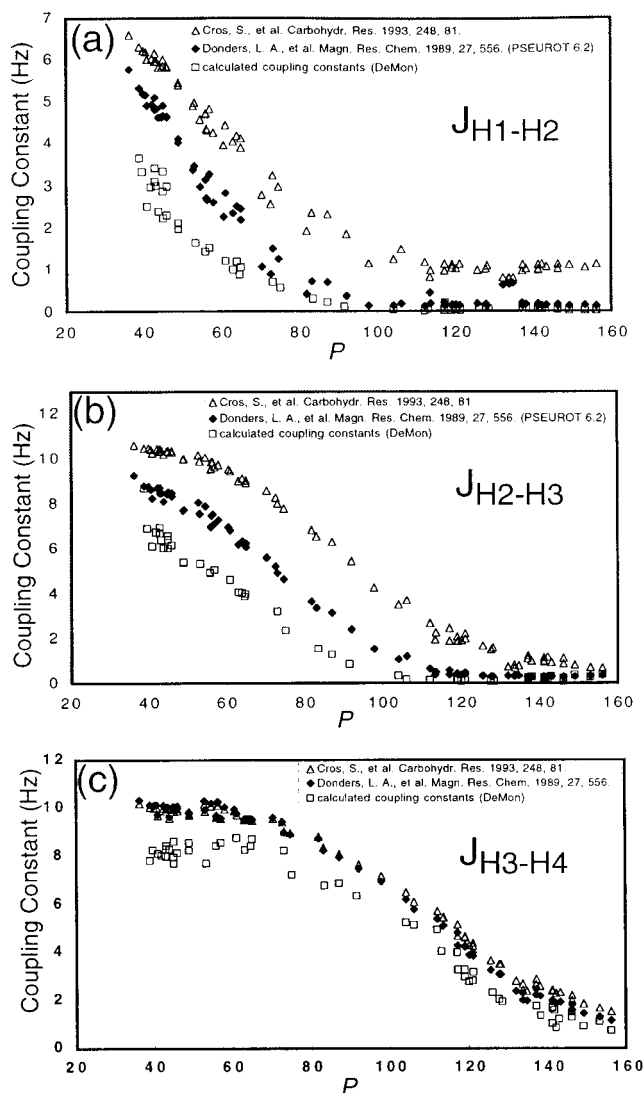 (a)
△ Cros, S., et al. Carbohydr. Res. 1993, 248, 81.
◆ Donders, L. A., et al. Magn. Res. Chem. 1989, 27, 556. (PSEUROT 6.2)
□ calculated coupling constants (DeMon)
JH1-H2
Coupling Constant (Hz)
7
6
5
4
3
2
1
0
20 40 60 80 100 120 140 160
P
(b)
△ Cros, S., et al. Carbohydr. Res. 1993, 248, 81
◆ Donders, L. A., et al. Magn. Res. Chem. 1989, 27, 556. (PSEUROT 6.2)
□ calculated coupling constants (DeMon)
JH2-H3
Coupling Constant (Hz)
12
10
8
6
4
2
0
20 40 60 80 100 120 140 160
P
(c)
△ Cros, S., et al. Carbohydr. Res. 1993, 248, 81.
◆ Donders, L. A., et al. Magn. Res. Chem. 1989, 27, 556.
□ calculated coupling constants (DeMon)
JH3-H4
Coupling Constant (Hz)
12
10
8
6
4
2
0
20 40 60 80 100 120 140 160
P